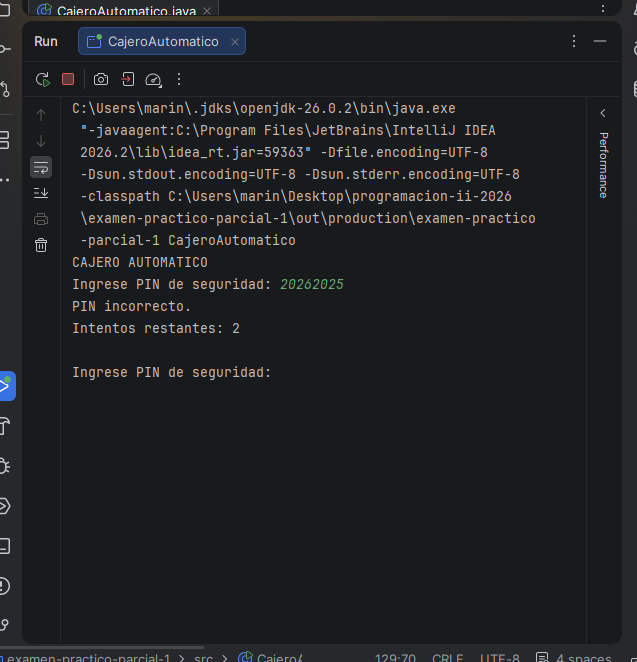 CajeroAutomatico.java
Run
CajeroAutomatico
C:\Users\marin\.jdks\openjdk-26.0.2\bin\java.exe
"-javaagent:C:\Program Files\JetBrains\IntelliJ IDEA
2026.2\lib\idea_rt.jar=59363" -Dfile.encoding=UTF-8
-Dsun.stdout.encoding=UTF-8 -Dsun.stderr.encoding=UTF-8
-classpath C:\Users\marin\Desktop\programacion-ii-2026
\examen-practico-parcial-1\out\production\examen-practico
-parcial-1 CajeroAutomatico
CAJERO AUTOMATICO
Ingrese PIN de seguridad: 20262025
PIN incorrecto.
Intentos restantes: 2
Ingrese PIN de seguridad:
Performance
examen-practico-parcial-1 > src > CajeroA
129:70 CRLF UTF-8 4 spaces